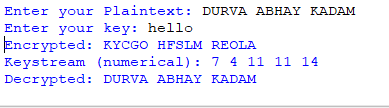 Enter your Plaintext: DURVA ABHAY KADAM
Enter your key: hello
Encrypted: KYCGO HFSLM REOLA
Keystream (numerical): 7 4 11 11 14
Decrypted: DURVA ABHAY KADAM